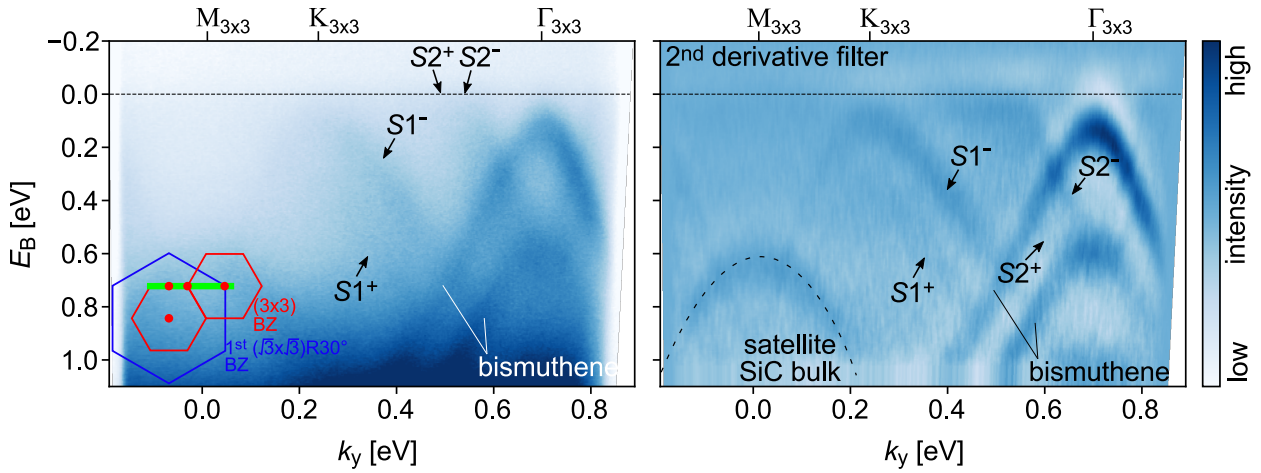 M3x3 K3x3 Γ3x3
M3x3 K3x3 Γ3x3
−0.2
0.0
0.2
0.4
0.6
0.8
1.0
EB [eV]
S2+ S2-
S1-
S1+
(3x3)
BZ
1st (√3x√3)R30°
BZ
bismuthene
0.0 0.2 0.4 0.6 0.8
ky [eV]
2nd derivative filter
S1-
S2-
S1+
S2+
satellite
SiC bulk
bismuthene
0.0 0.2 0.4 0.6 0.8
ky [eV]
high
intensity
low